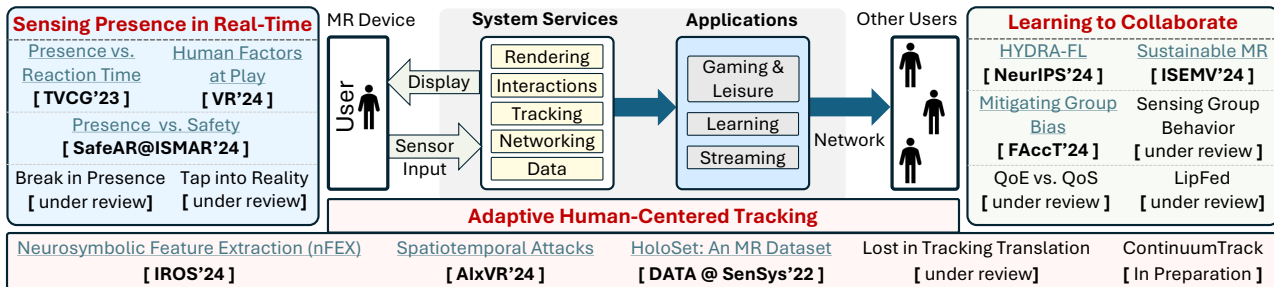 Sensing Presence in Real-Time
Presence vs.
Reaction Time
[ TVCG'23 ]
Human Factors
at Play
[ VR'24 ]
Presence vs. Safety
[ SafeAR@ISMAR'24 ]
Break in Presence
[ under review]
Tap into Reality
[ under review]
MR Device
User
Display
Sensor
Input
System Services
Rendering
Interactions
Tracking
Networking
Data
Applications
Gaming &
Leisure
Learning
Streaming
Network
Other Users
Learning to Collaborate
HYDRA-FL
[ NeurIPS'24 ]
Sustainable MR
[ ISEMV'24 ]
Mitigating Group
Bias
[ FAccT'24 ]
Sensing Group
Behavior
[ under review]
QoE vs. QoS
[ under review]
LipFed
[ under review]
Adaptive Human-Centered Tracking
Neurosymbolic Feature Extraction (nFEX)
[ IROS'24 ]
Spatiotemporal Attacks
[ AIxVR'24 ]
HoloSet: An MR Dataset
[ DATA @ SenSys'22 ]
Lost in Tracking Translation
[ under review]
ContinuumTrack
[ In Preparation ]